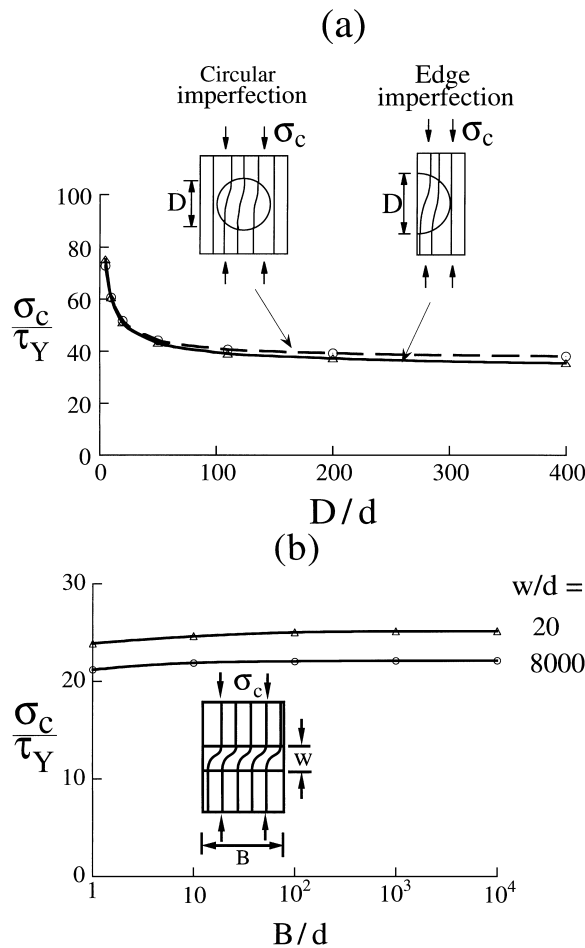 (a)
Circular imperfection
Edge imperfection
σc
σc
D
D
100
80
60
40
20
0
σc/τY
0 100 200 300 400
D/d
(b)
30
20
10
0
w/d =
20
8000
σc
w
B
σc/τY
1 10 10² 10³ 10⁴
B/d